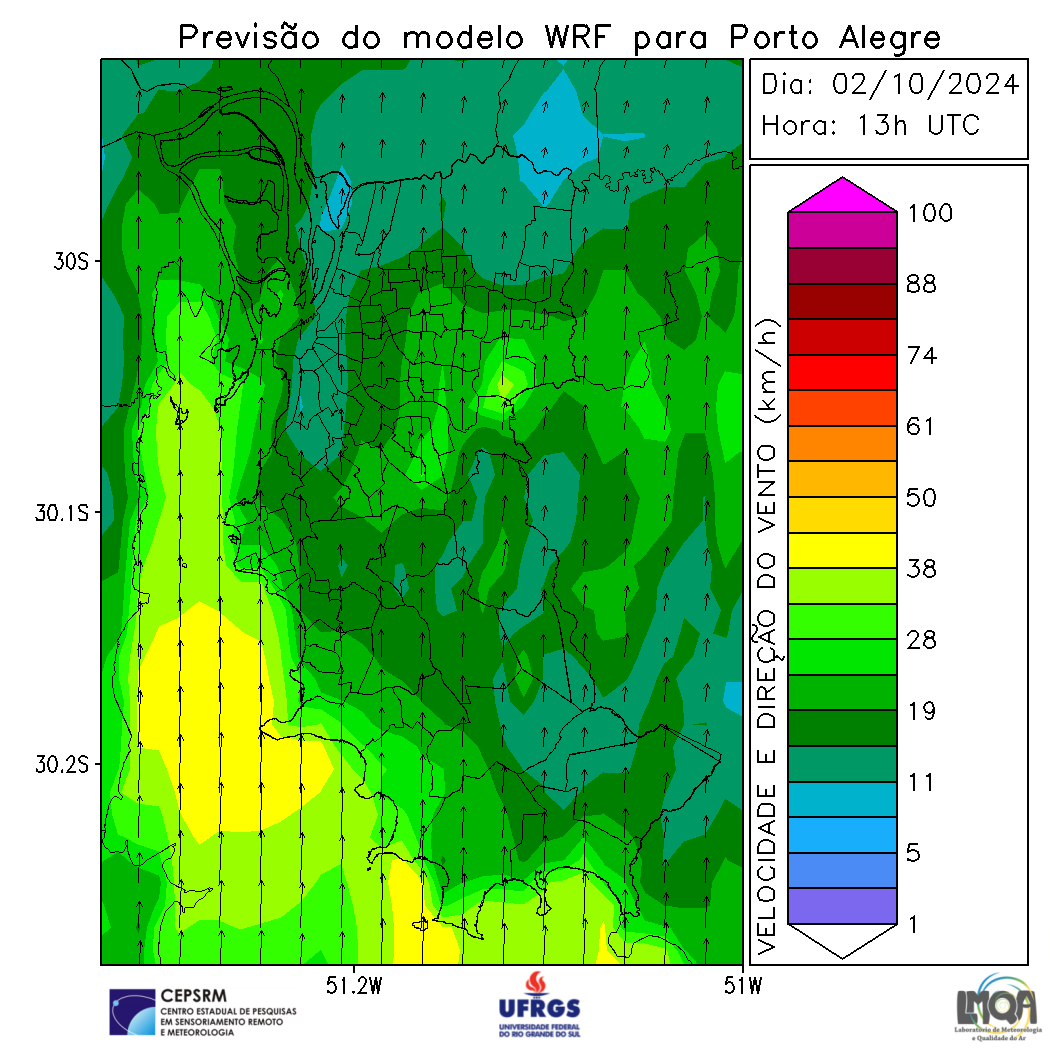 Previsão do modelo WRF para Porto Alegre
Dia: 02/10/2024
Hora: 13h UTC
30S
30.1S
30.2S
51.2W
51W
VELOCIDADE E DIREÇÃO DO VENTO (km/h)
100
88
74
61
50
38
28
19
11
5
1
CEPSRM
CENTRO ESTADUAL DE PESQUISAS
EM SENSORIAMENTO REMOTO
E METEOROLOGIA
UFRGS
UNIVERSIDADE FEDERAL
DO RIO GRANDE DO SUL
LMQA
Laboratório de Meteorologia
e Qualidade do Ar